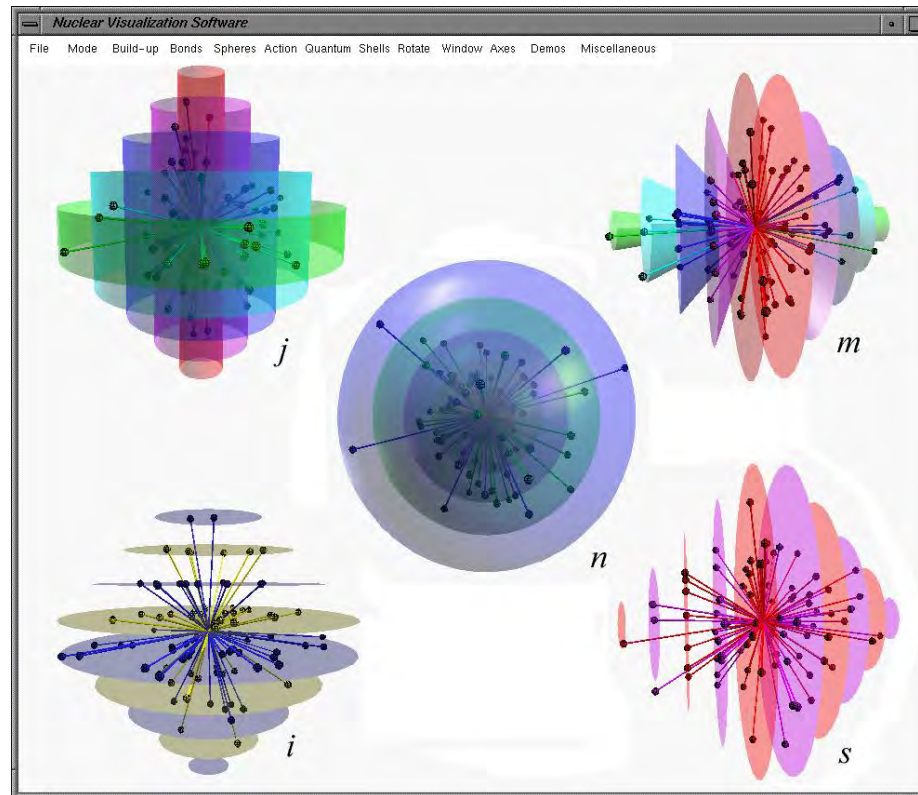 Nuclear Visualization Software
File Mode Build-up Bonds Spheres Action Quantum Shells Rotate Window Axes Demos Miscellaneous
j
m
n
i
s